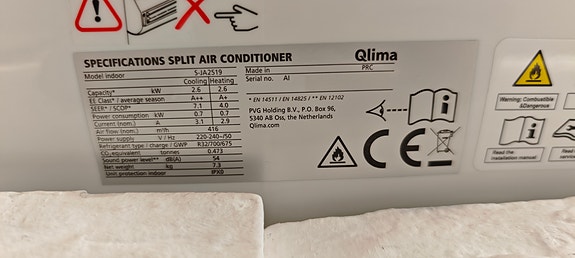 SPECIFICATIONS SPLIT AIR CONDITIONER Qlima
Model indoor S-JA2519 Made in PRC
Cooling Heating Serial no. AI
Capacity* kW 2.6 2.6
EE Class* / average season A++ A+
SEER* / SCOP* 7.1 4.0
Power consumption kW 0.7 0.7
Current (nom.) A 3.1 2.9
Air flow (nom.) m³/h 416
Power supply V / Hz 220-240~/50
Refrigerant type / charge / GWP R32/700/675
CO₂ equivalent tonnes 0.473
Sound power level** dB(A) 54
Net weight kg 7.3
Unit protection indoor IPX0
* EN 14511 / EN 14825 / ** EN 12102
PVG Holding B.V., P.O. Box 96,
5340 AB Oss, the Netherlands
Qlima.com
CE
Warning: Combustible
&Dangerous
Read the
installation manual
Read the